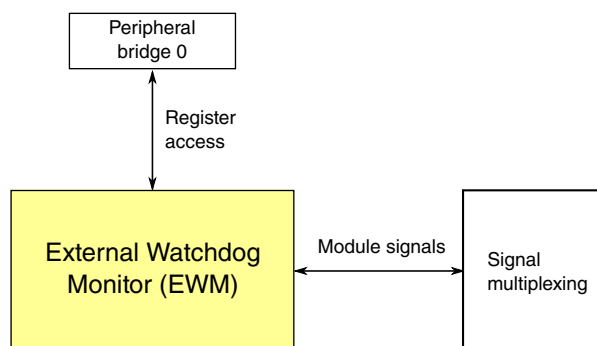 Peripheral
bridge 0
Register
access
External Watchdog
Monitor (EWM)
Module signals
Signal
multiplexing